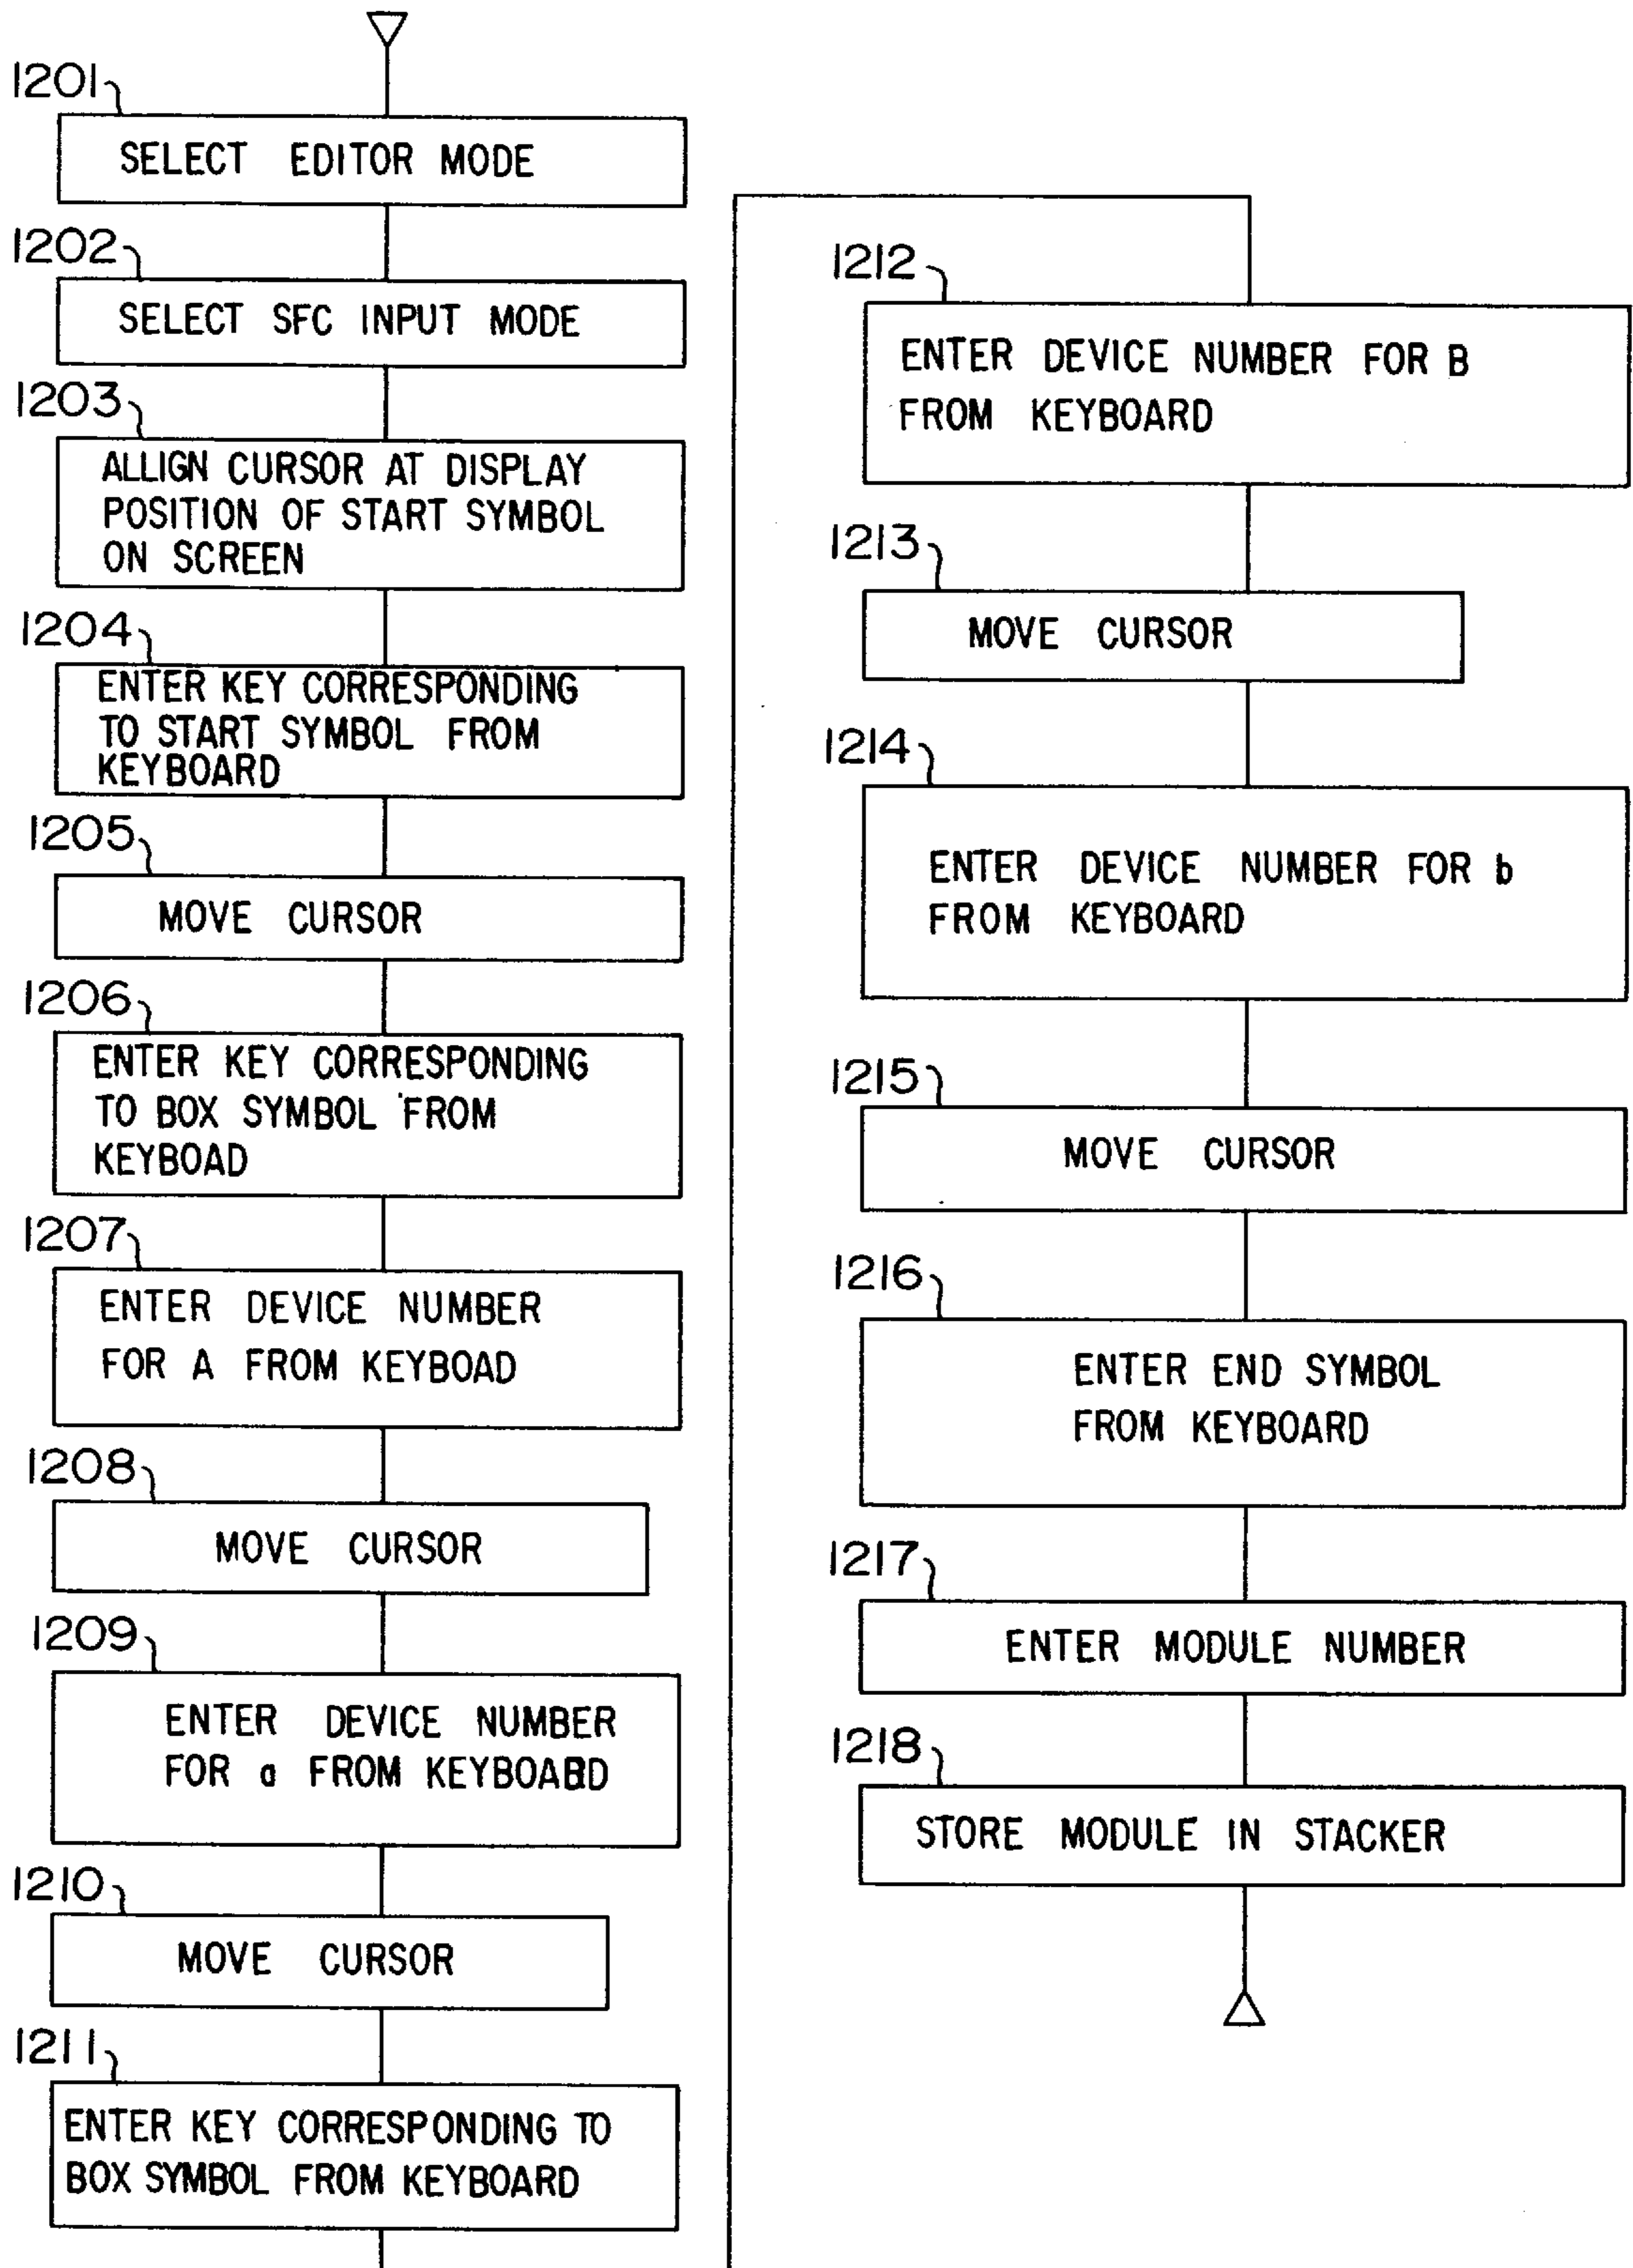 1201
SELECT EDITOR MODE
1202
SELECT SFC INPUT MODE
1203
ALLIGN CURSOR AT DISPLAY
POSITION OF START SYMBOL
ON SCREEN
1204
ENTER KEY CORRESPONDING
TO START SYMBOL FROM
KEYBOARD
1205
MOVE CURSOR
1206
ENTER KEY CORRESPONDING
TO BOX SYMBOL FROM
KEYBOAD
1207
ENTER DEVICE NUMBER
FOR A FROM KEYBOAD
1208
MOVE CURSOR
1209
ENTER DEVICE NUMBER
FOR a FROM KEYBOARD
1210
MOVE CURSOR
1211
ENTER KEY CORRESPONDING TO
BOX SYMBOL FROM KEYBOARD
1212
ENTER DEVICE NUMBER FOR B
FROM KEYBOARD
1213
MOVE CURSOR
1214
ENTER DEVICE NUMBER FOR b
FROM KEYBOARD
1215
MOVE CURSOR
1216
ENTER END SYMBOL
FROM KEYBOARD
1217
ENTER MODULE NUMBER
1218
STORE MODULE IN STACKER